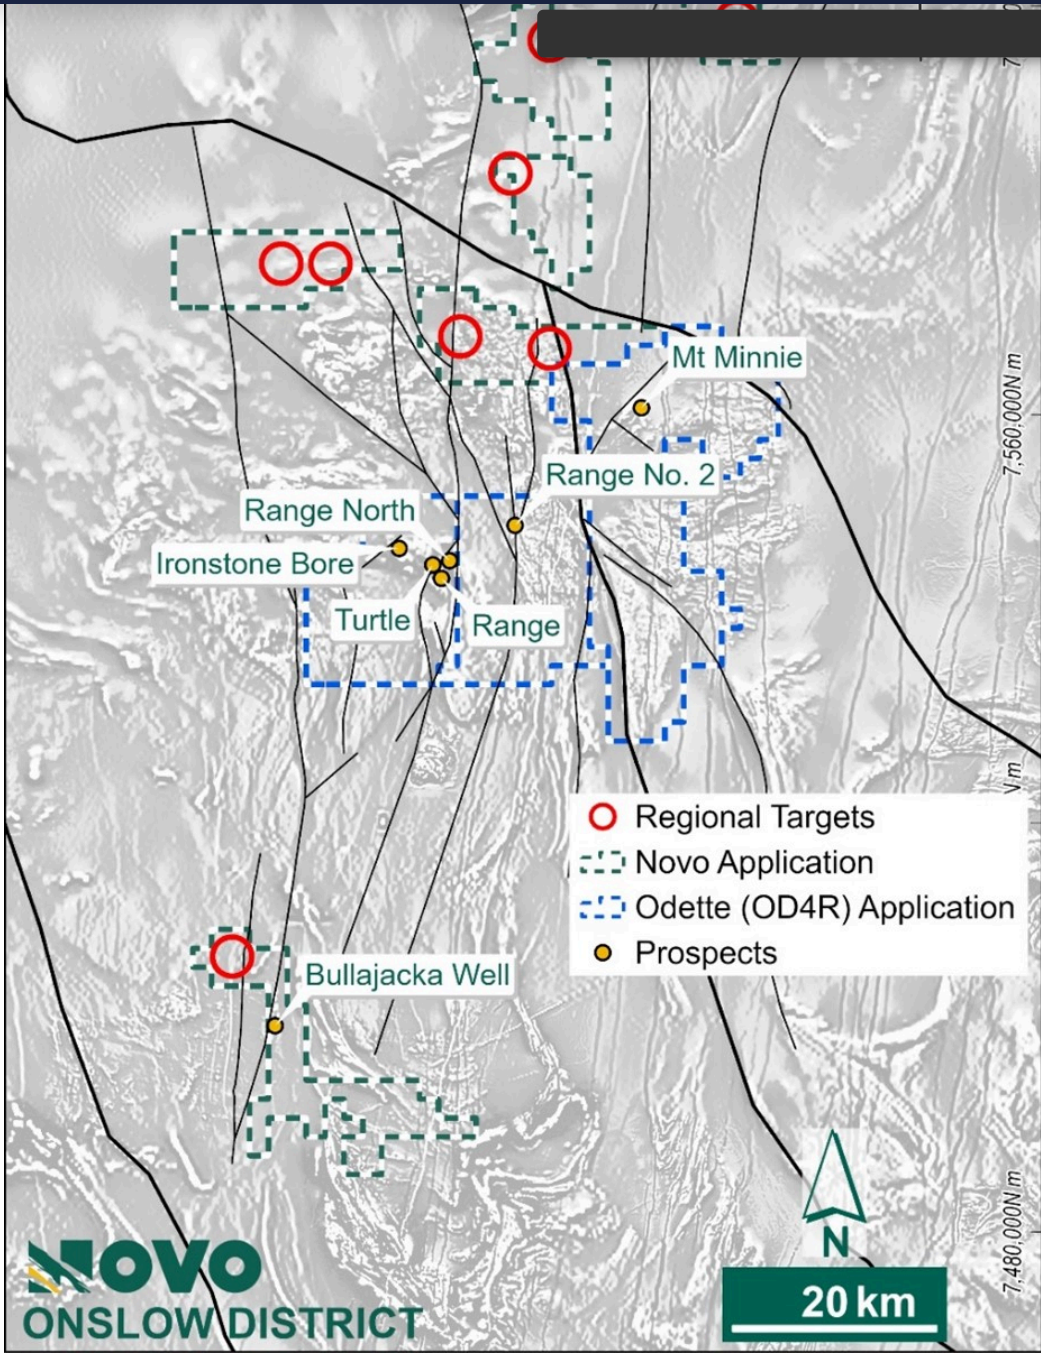 Mt Minnie
7,560,000N m
Range No. 2
Range North
Ironstone Bore
Turtle
Range
N m
Regional Targets
Novo Application
Odette (OD4R) Application
Prospects
Bullajacka Well
7,480,000N m
N
NOVO
ONSLOW DISTRICT
20 km